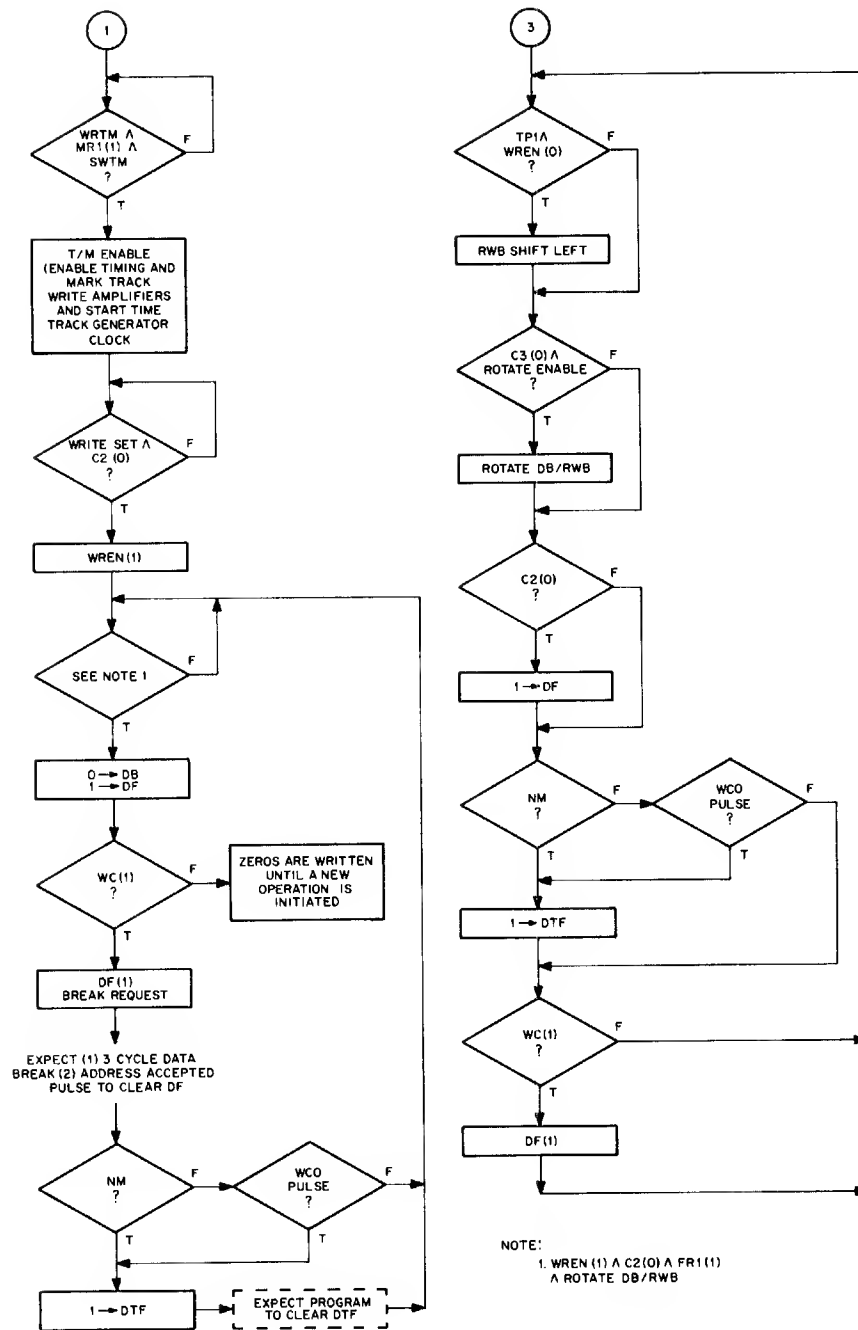 1
WRTM ∧
MR1(1) ∧
SWTM
?
F
T
T/M ENABLE
(ENABLE TIMING AND
MARK TRACK
WRITE AMPLIFIERS
AND START TIME
TRACK GENERATOR
CLOCK
WRITE SET ∧
C2 (0)
?
F
T
WREN (1)
SEE NOTE 1
F
T
0 → DB
1 → DF
WC(1)
?
F
T
ZEROS ARE WRITTEN
UNTIL A NEW
OPERATION IS
INITIATED
DF(1)
BREAK REQUEST
EXPECT (1) 3 CYCLE DATA
BREAK (2) ADDRESS ACCEPTED
PULSE TO CLEAR DF
NM
?
F
T
WCO
PULSE
?
F
T
1 → DTF
EXPECT PROGRAM
TO CLEAR DTF
3
TP1 ∧
WREN (0)
?
F
T
RWB SHIFT LEFT
C3 (0) ∧
ROTATE ENABLE
?
F
T
ROTATE DB/RWB
C2(0)
?
F
T
1 → DF
NM
?
F
T
WCO
PULSE
?
F
T
1 → DTF
WC(1)
?
F
T
DF(1)
NOTE:
1. WREN (1) ∧ C2(0) ∧ FR1(1)
∧ ROTATE DB/RWB